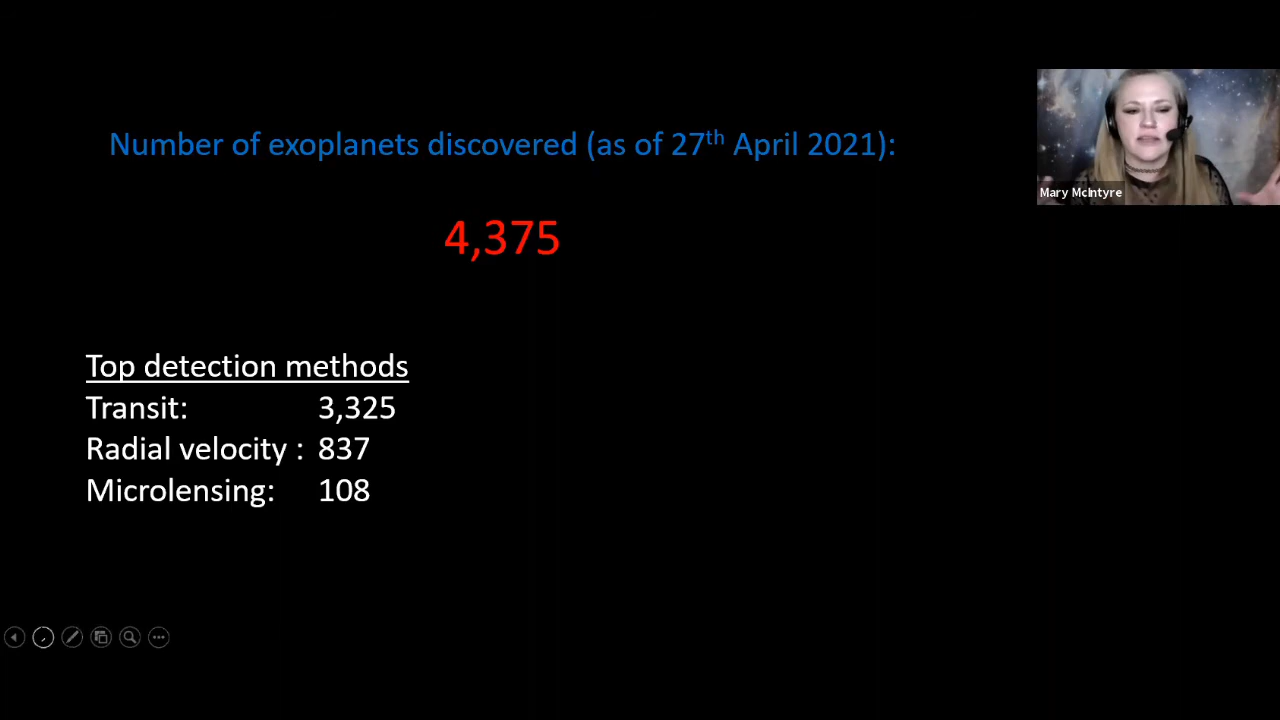 Number of exoplanets discovered (as of 27th April 2021):
4,375
Mary McIntyre
Top detection methods
Transit: 3,325
Radial velocity : 837
Microlensing: 108